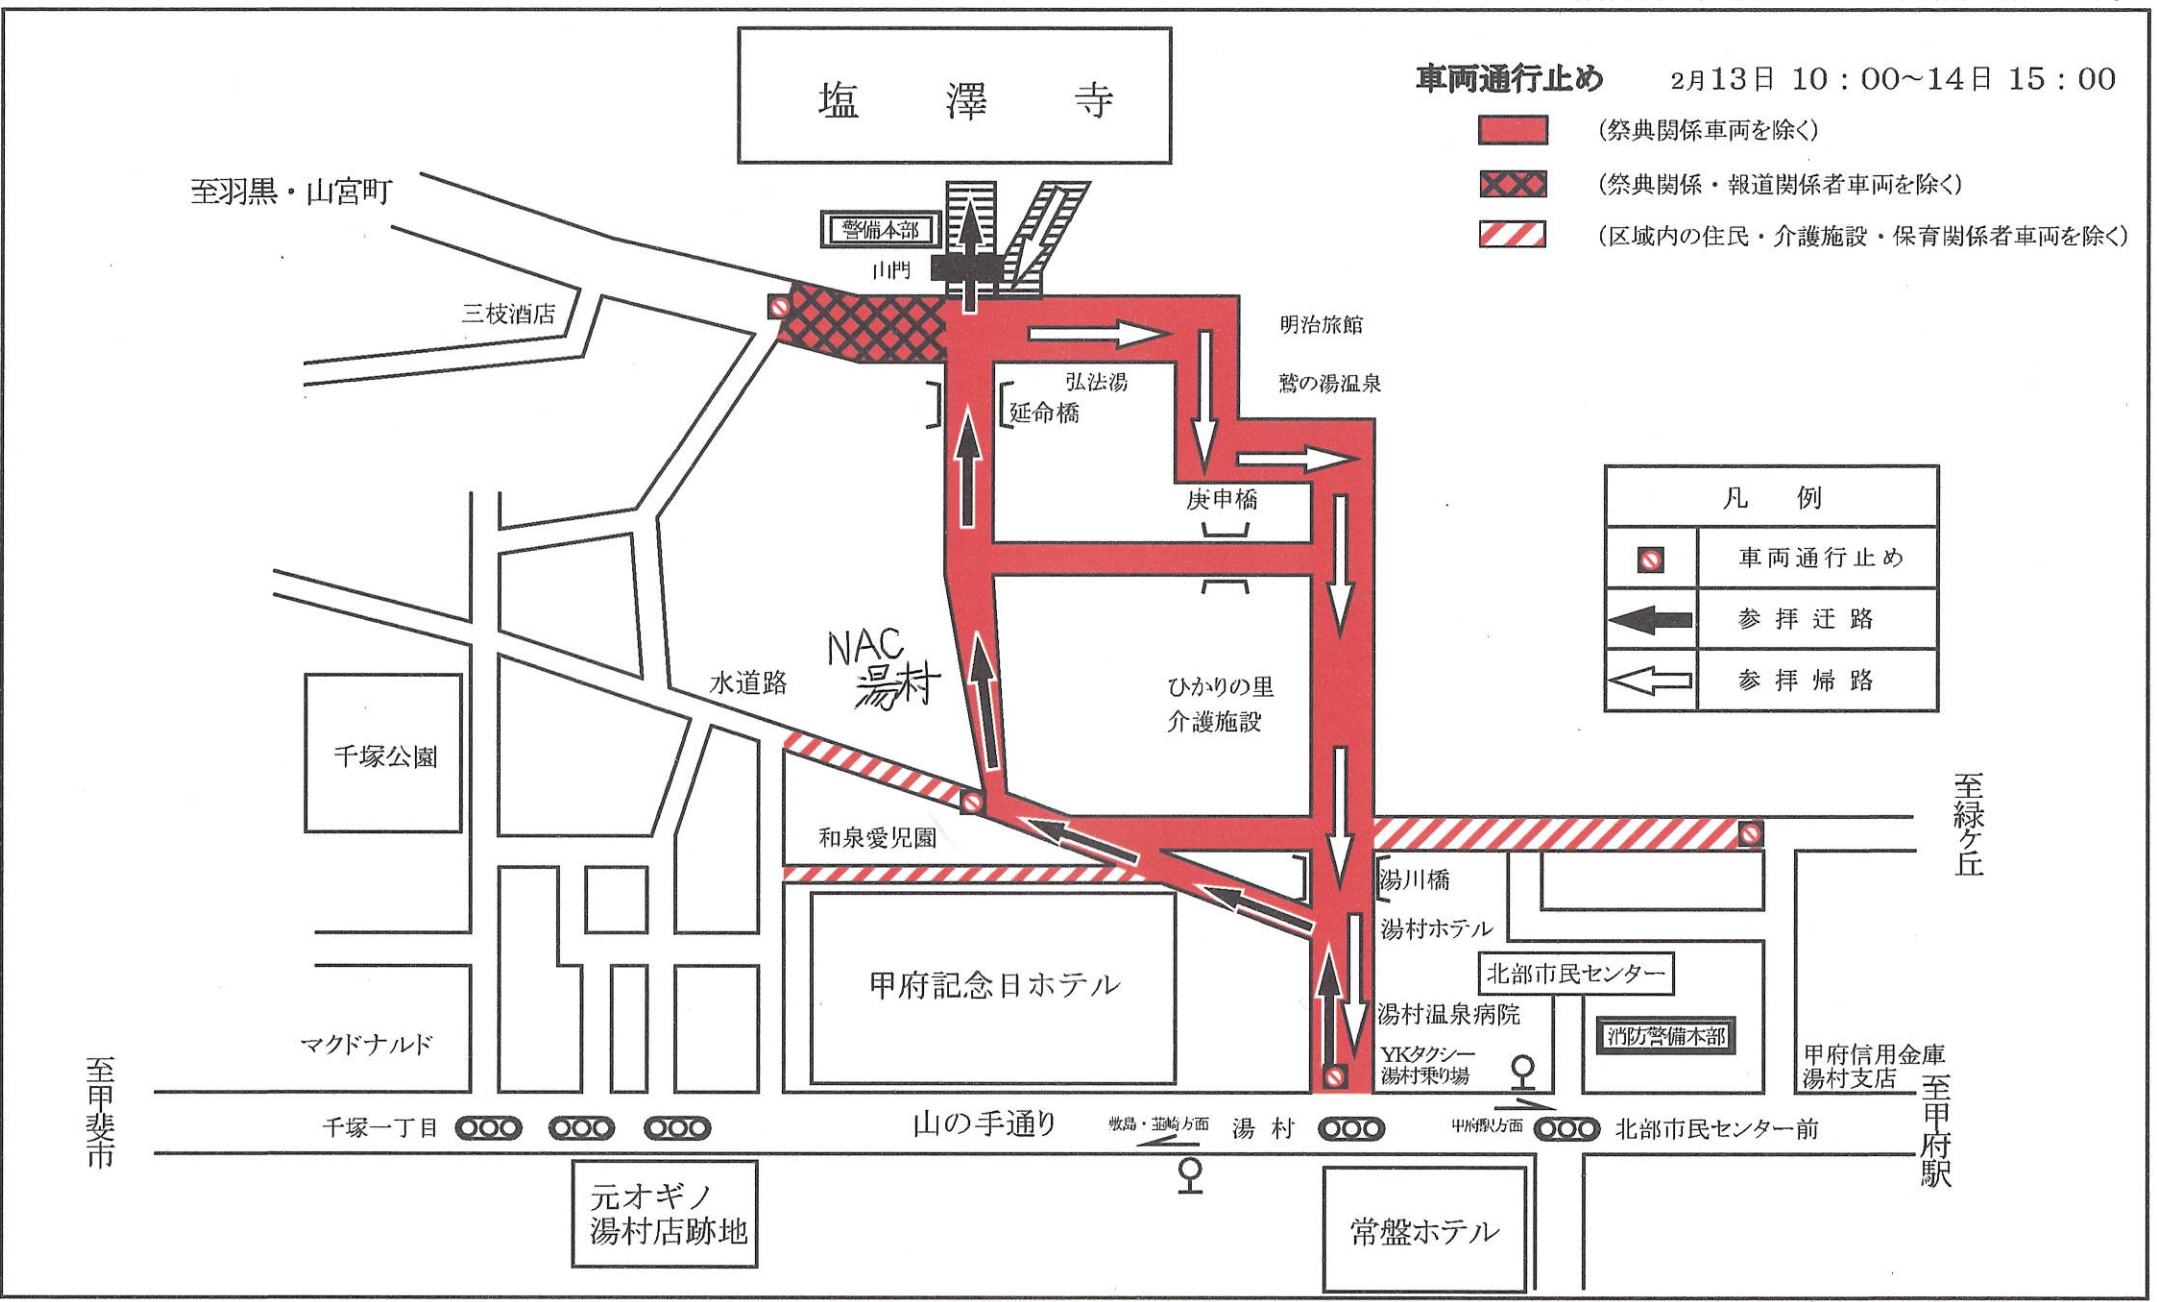 塩澤寺
車両通行止め 2月13日 10：00～14日 15：00
（祭典関係車両を除く）
（祭典関係・報道関係者車両を除く）
（区域内の住民・介護施設・保育関係者車両を除く）
至羽黒・山宮町
警備本部
山門
三枝酒店
明治旅館
弘法湯
鷲の湯温泉
延命橋
庚申橋
凡例
車両通行止め
参拝迂路
参拝帰路
NAC
湯村
水道路
ひかりの里
介護施設
千塚公園
至緑ヶ丘
和泉愛児園
湯川橋
湯村ホテル
北部市民センター
甲府記念日ホテル
湯村温泉病院
消防警備本部
マクドナルド
YKタクシー
湯村乗り場
甲府信用金庫
湯村支店
至甲斐市
至甲府駅
千塚一丁目
山の手通り
敷島・韮崎方面
湯村
甲府駅方面
北部市民センター前
元オギノ
湯村店跡地
常盤ホテル